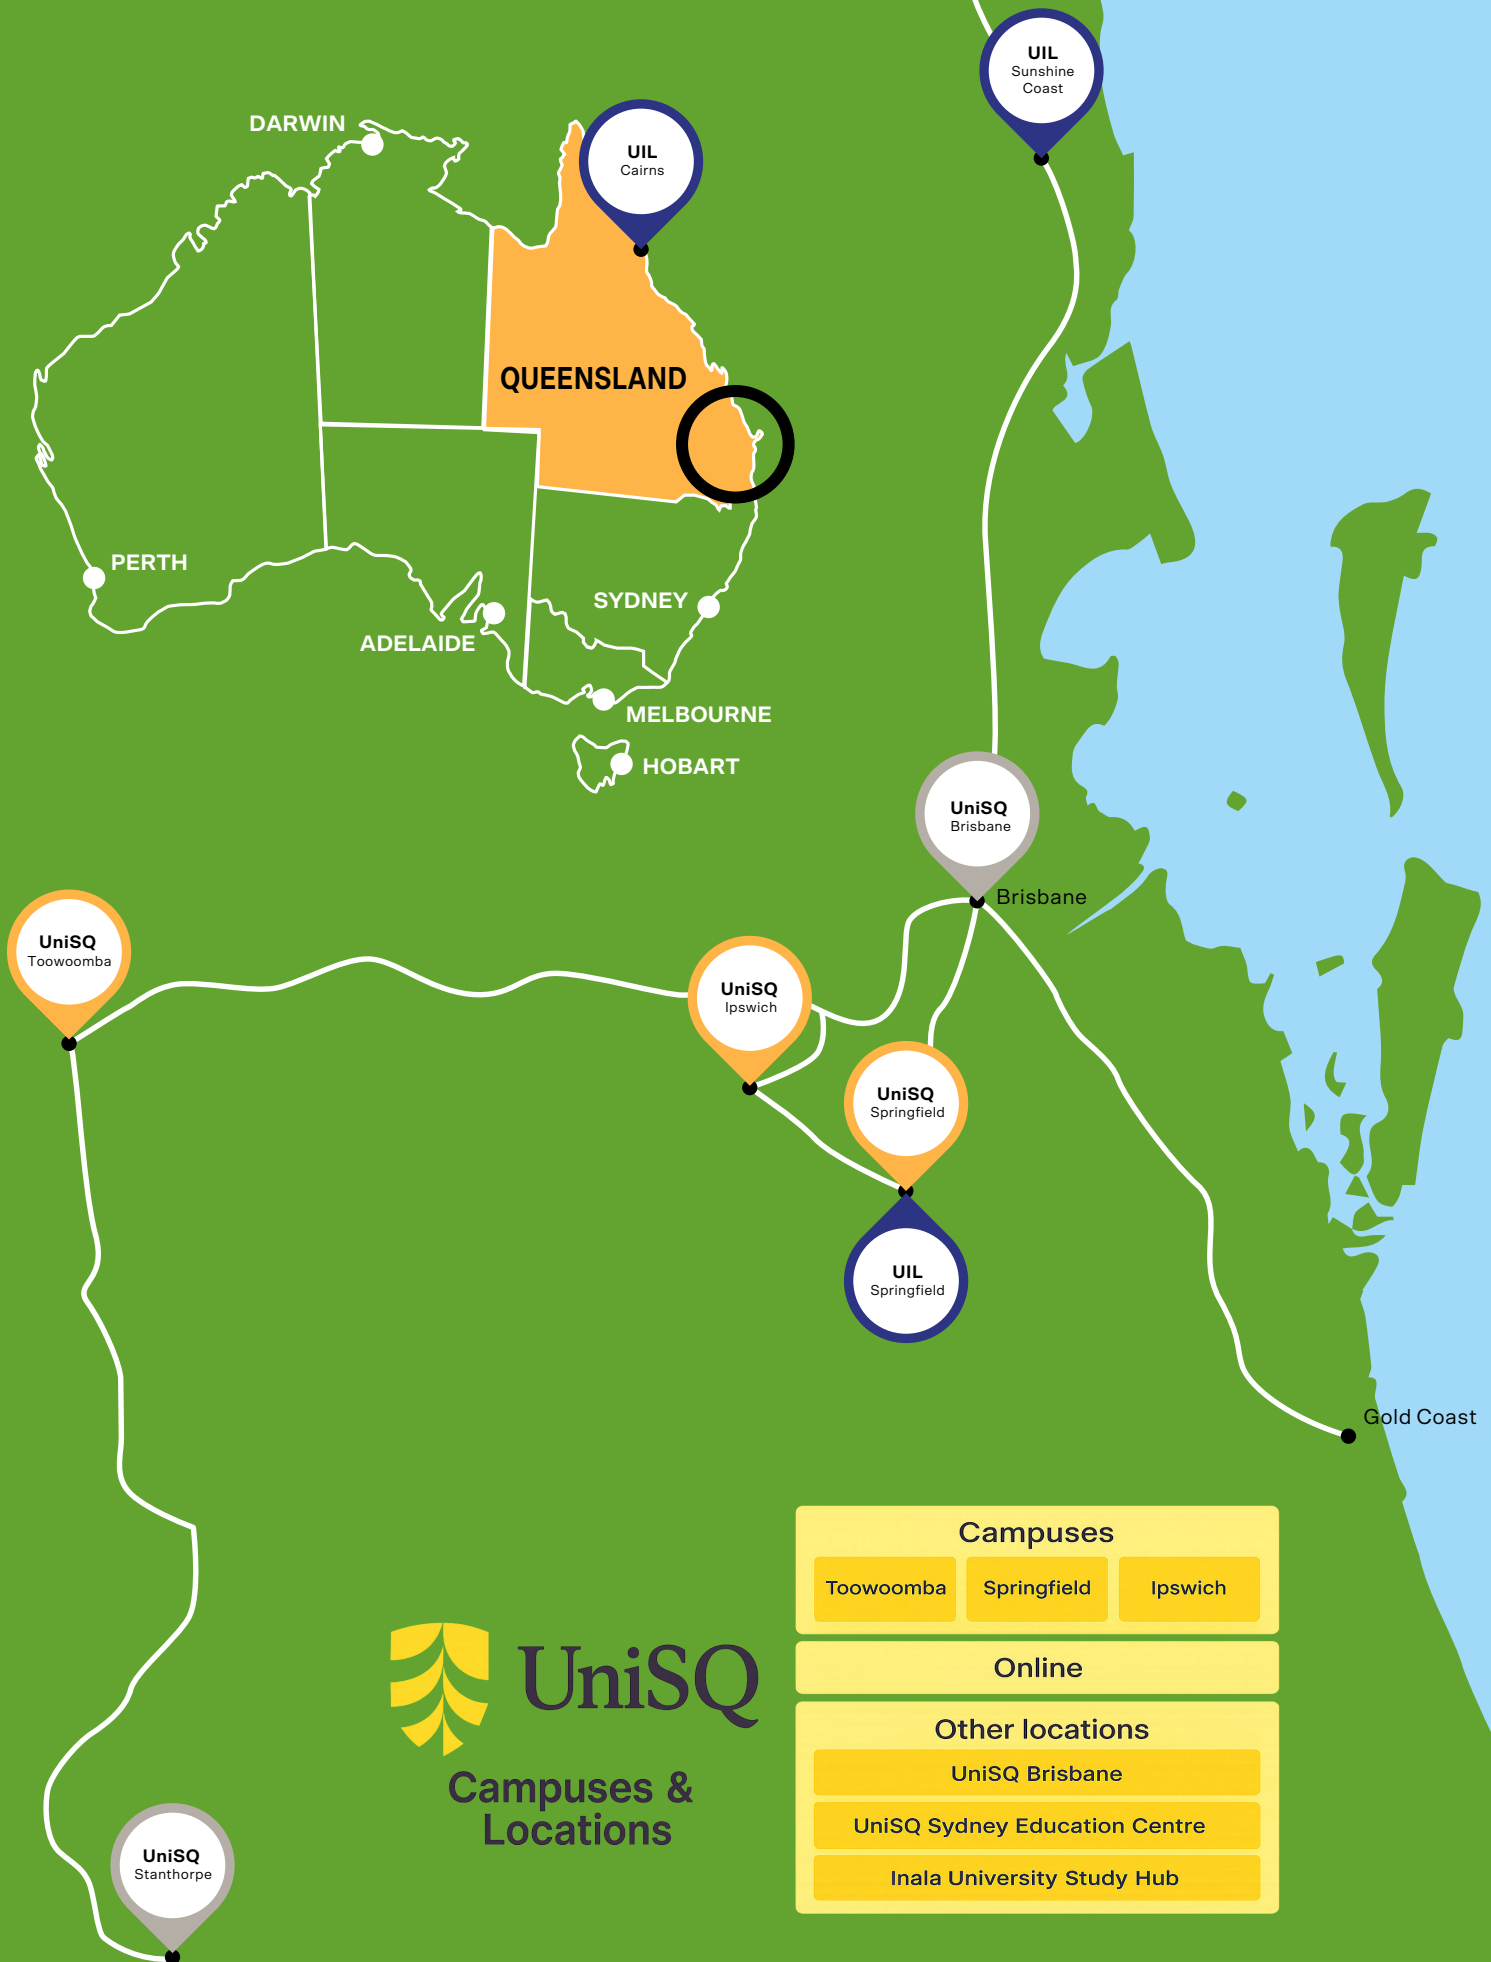 UIL
Sunshine
Coast
DARWIN
UIL
Cairns
QUEENSLAND
PERTH
SYDNEY
ADELAIDE
MELBOURNE
HOBART
UniSQ
Brisbane
Brisbane
UniSQ
Toowoomba
UniSQ
Ipswich
UniSQ
Springfield
UIL
Springfield
Gold Coast
Campuses
Toowoomba Springfield Ipswich
Online
Other locations
UniSQ Brisbane
UniSQ Sydney Education Centre
Inala University Study Hub
UniSQ
Campuses &
Locations
UniSQ
Stanthorpe